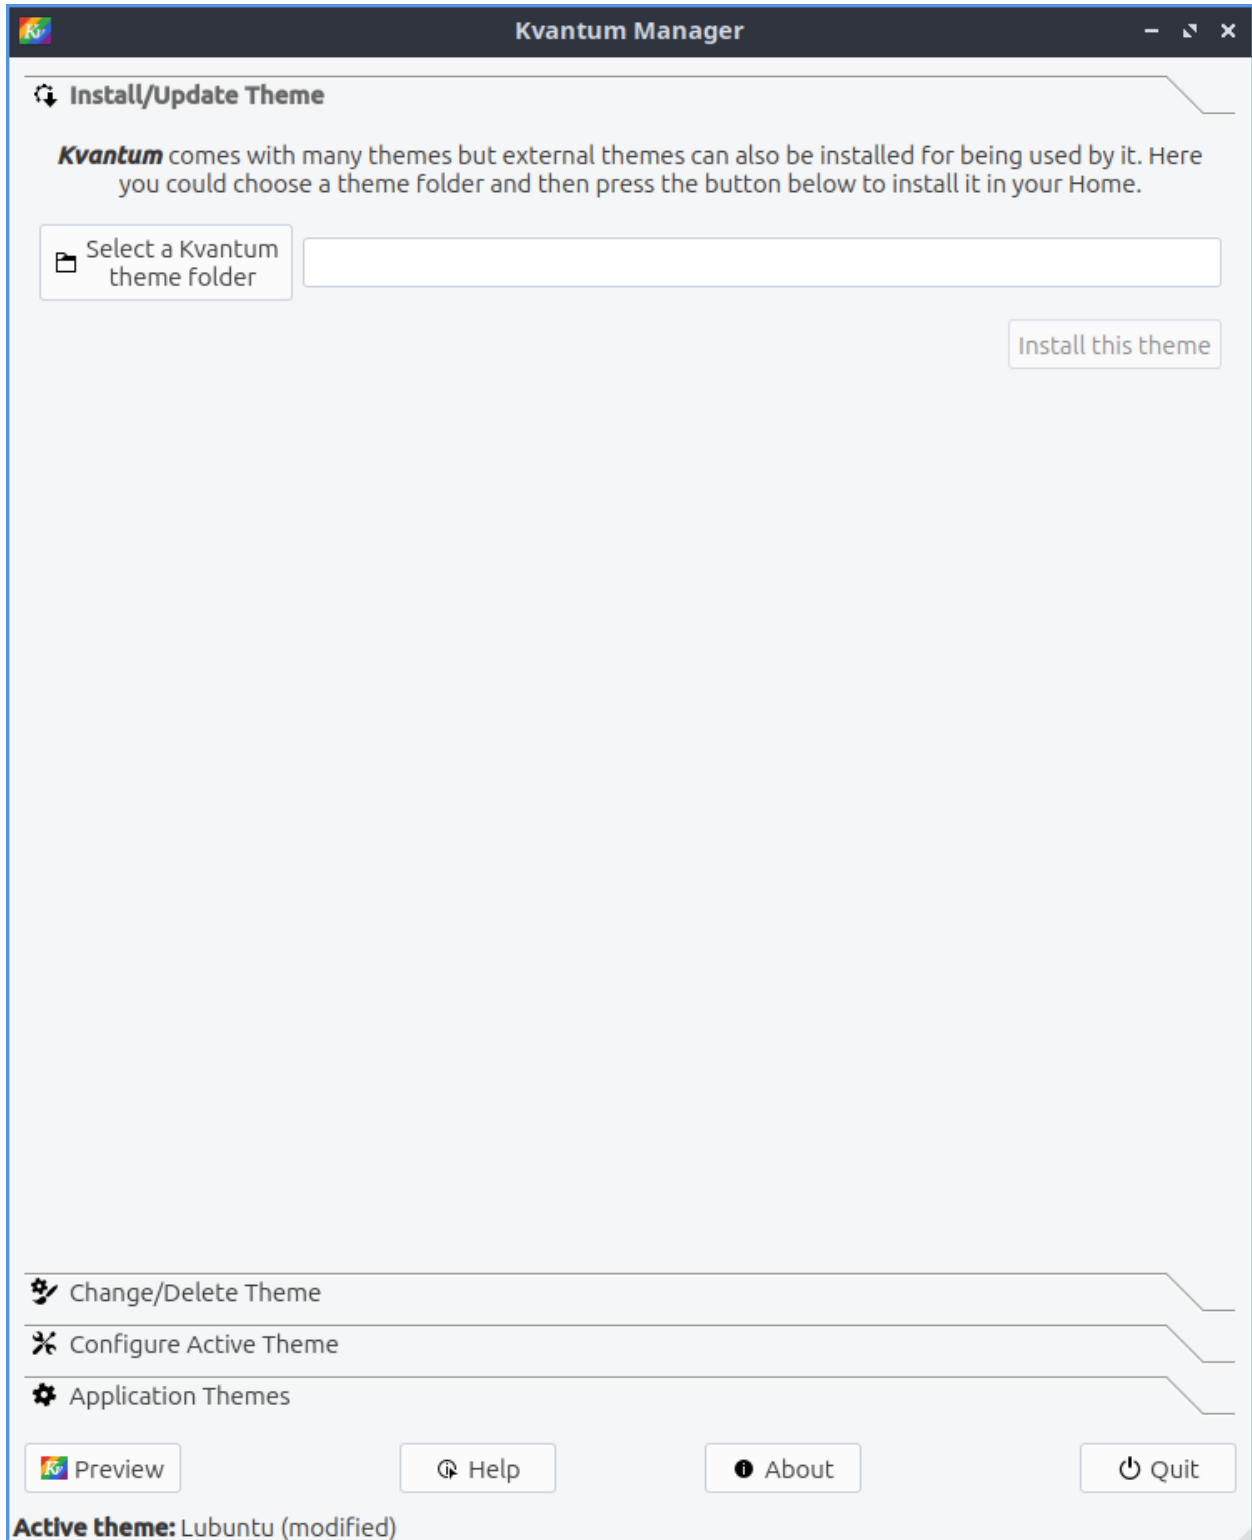 Kvantum Manager
Install/Update Theme
Kvantum comes with many themes but external themes can also be installed for being used by it. Here
you could choose a theme folder and then press the button below to install it in your Home.
Select a Kvantum
theme folder
Install this theme
Change/Delete Theme
Configure Active Theme
Application Themes
Preview
Help
About
Quit
Active theme: Lubuntu (modified)